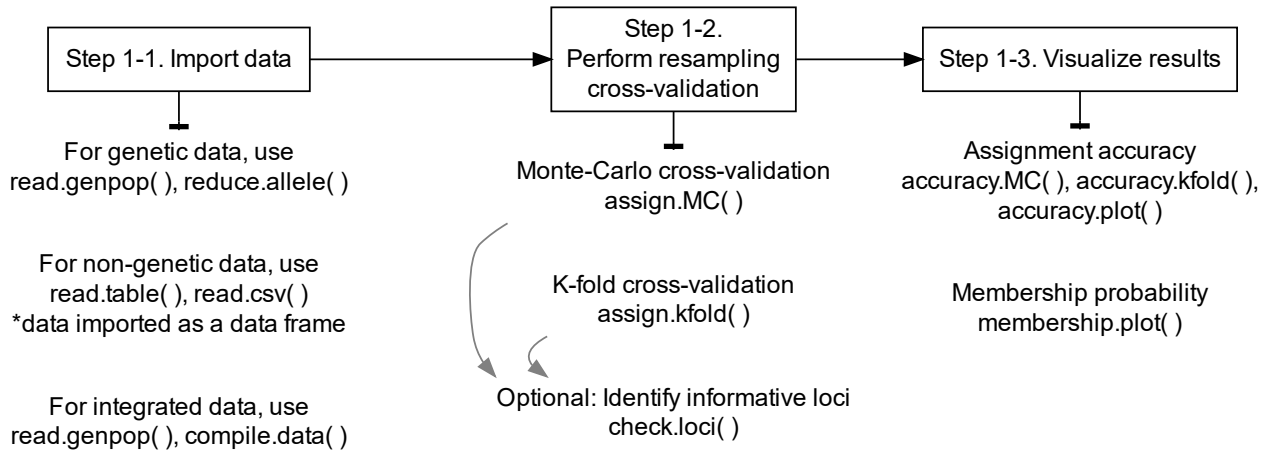 Step 1-1. Import data
For genetic data, use
read.genpop( ), reduce.allele( )
For non-genetic data, use
read.table( ), read.csv( )
*data imported as a data frame
For integrated data, use
read.genpop( ), compile.data( )
Step 1-2.
Perform resampling
cross-validation
Monte-Carlo cross-validation
assign.MC( )
K-fold cross-validation
assign.kfold( )
Optional: Identify informative loci
check.loci( )
Step 1-3. Visualize results
Assignment accuracy
accuracy.MC( ), accuracy.kfold( ),
accuracy.plot( )
Membership probability
membership.plot( )